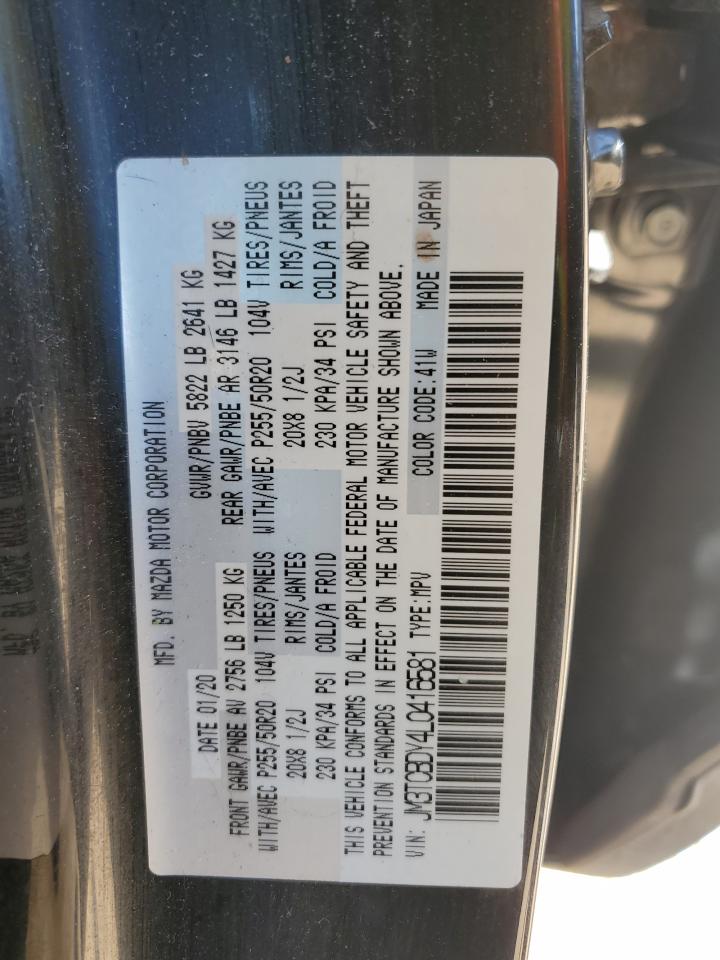 MFD. BY MAZDA MOTOR CORPORATION
DATE 01/20 GVWR/PNBV 5822 LB 2641 KG
FRONT GAWR/PNBE AV 2756 LB 1250 KG REAR GAWR/PNBE AR 3146 LB 1427 KG
WITH/AVEC P255/50R20 104V TIRES/PNEUS WITH/AVEC P255/50R20 104V TIRES/PNEUS
20X8 1/2J RIMS/JANTES 20X8 1/2J RIMS/JANTES
230 KPA/34 PSI COLD/A FROID 230 KPA/34 PSI COLD/A FROID
THIS VEHICLE CONFORMS TO ALL APPLICABLE FEDERAL MOTOR VEHICLE SAFETY AND THEFT
PREVENTION STANDARDS IN EFFECT ON THE DATE OF MANUFACTURE SHOWN ABOVE.
VIN: JM3TCBDY4L0416581 TYPE:MPV COLOR CODE:41W MADE IN JAPAN